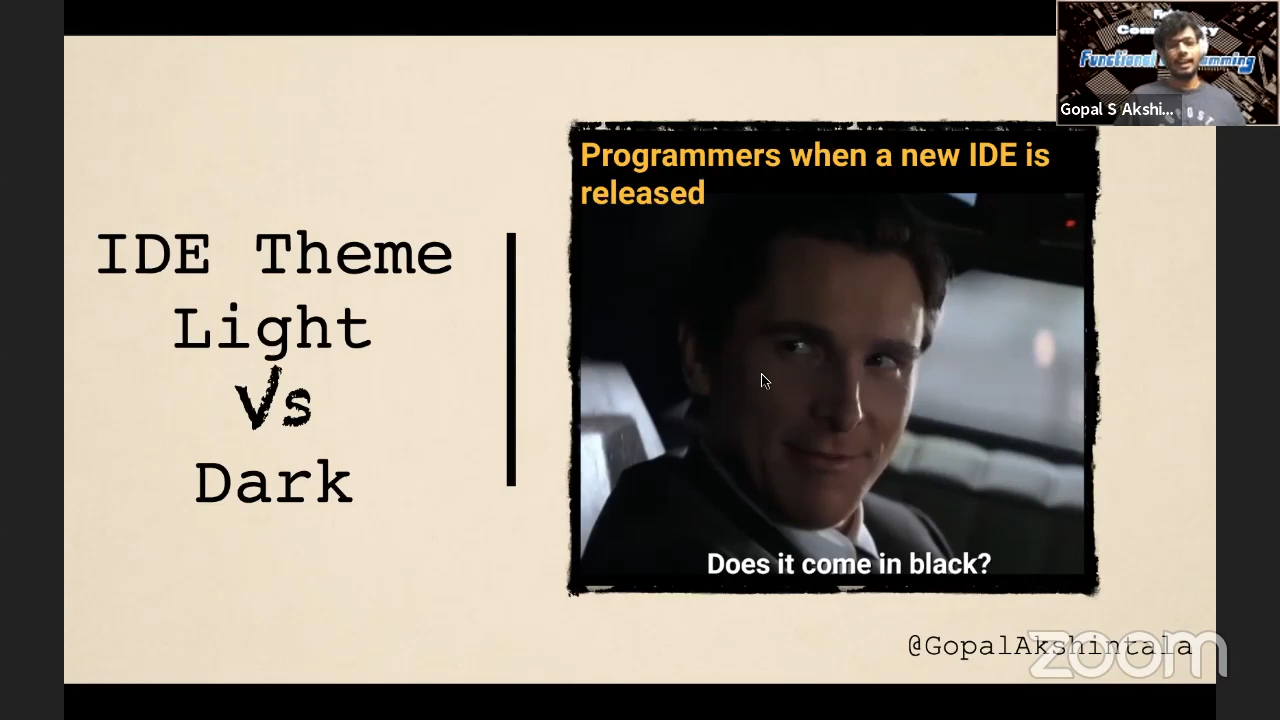 IDE Theme
Light
Vs
Dark
Programmers when a new IDE is
released
Does it come in black?
@GopalAkshintala
zoom
Functional
Gopal S Akshi...